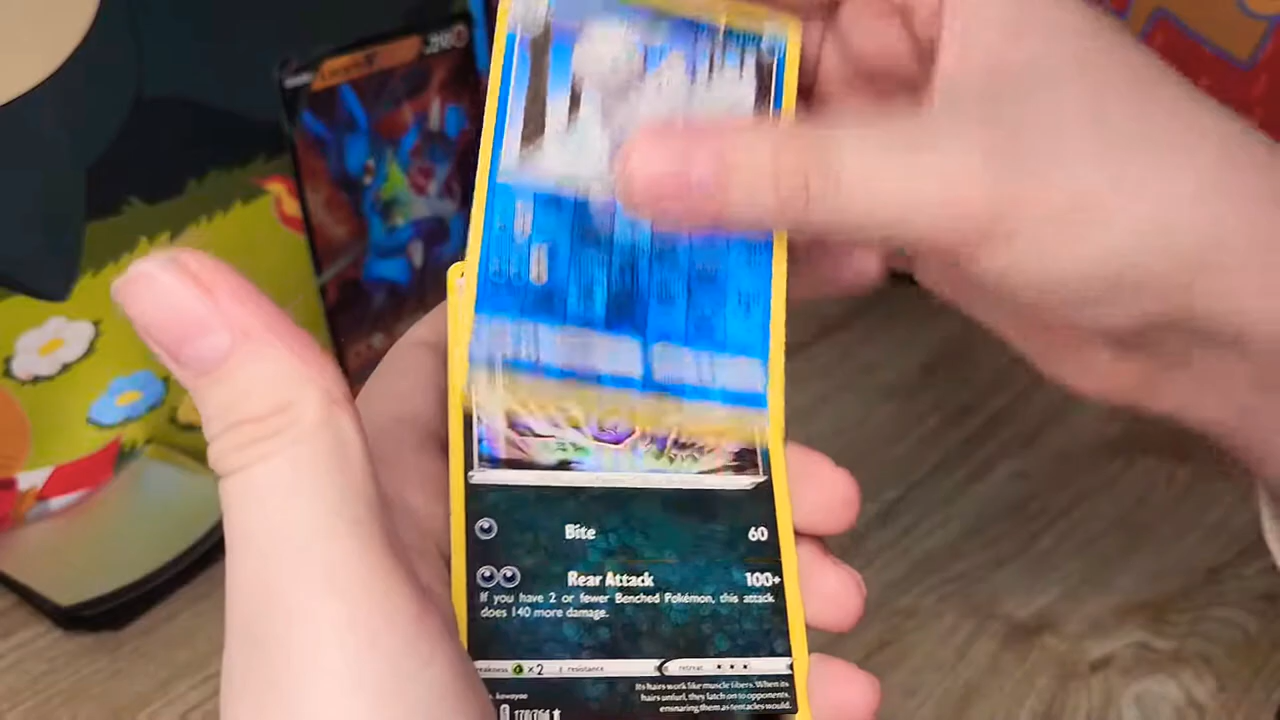 Bite 60
Rear Attack 100+
If you have 2 or fewer Benched Pokémon, this attack
does 140 more damage.
weakness ×2 resistance retreat
kawayoo
Its hairs work like muscle fibers. When its
hairs unfurl, they latch on to opponents,
ensnaring them as tentacles would.